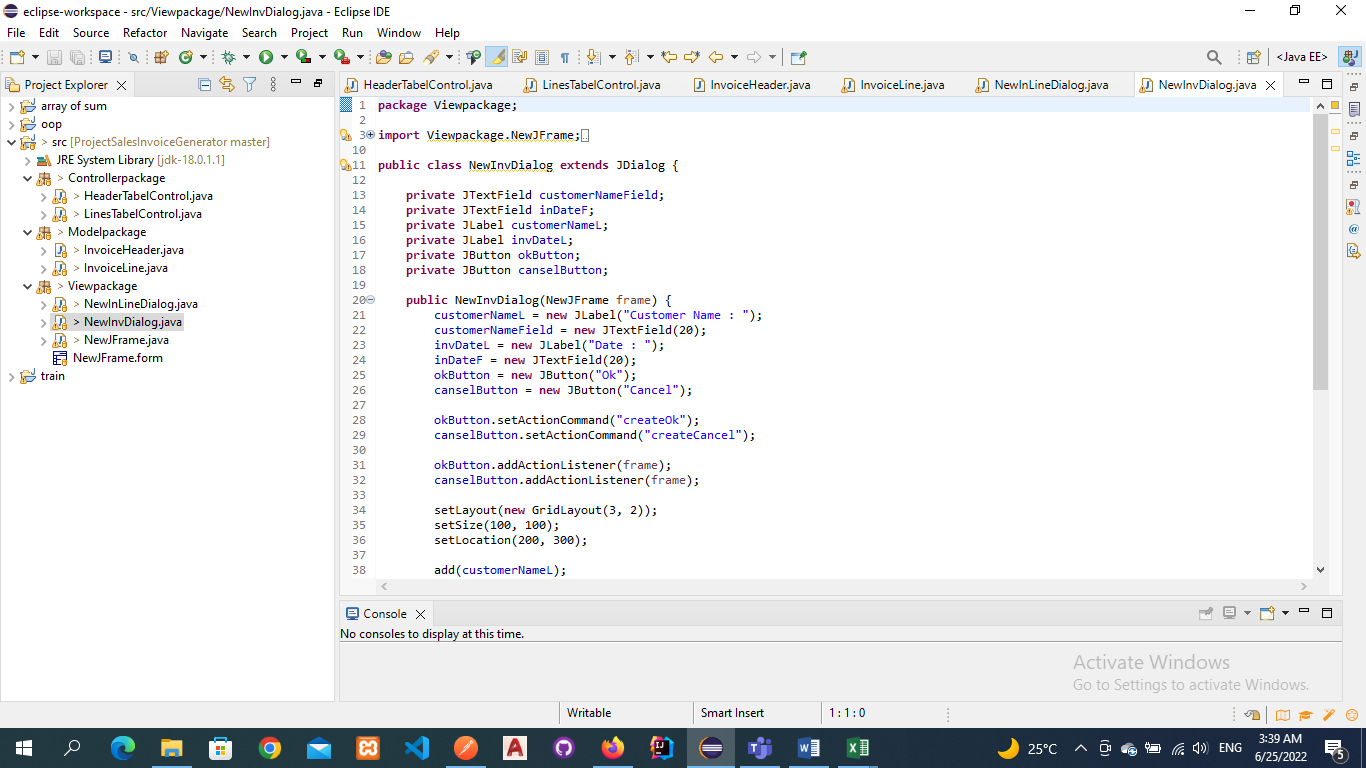 eclipse-workspace - src/Viewpackage/NewInvDialog.java - Eclipse IDE
File Edit Source Refactor Navigate Search Project Run Window Help
<Java EE>
Project Explorer
array of sum
oop
> src [ProjectSalesInvoiceGenerator master]
JRE System Library [jdk-18.0.1.1]
> Controllerpackage
> HeaderTabelControl.java
> LinesTabelControl.java
> Modelpackage
> InvoiceHeader.java
> InvoiceLine.java
> Viewpackage
> NewInLineDialog.java
> NewInvDialog.java
> NewJFrame.java
NewJFrame.form
train
HeaderTabelControl.java LinesTabelControl.java InvoiceHeader.java InvoiceLine.java NewInLineDialog.java NewInvDialog.java
1 package Viewpackage;
2
3 import Viewpackage.NewJFrame;
10
11 public class NewInvDialog extends JDialog {
12
13 private JTextField customerNameField;
14 private JTextField inDateF;
15 private JLabel customerNameL;
16 private JLabel invDateL;
17 private JButton okButton;
18 private JButton canselButton;
19
20 public NewInvDialog(NewJFrame frame) {
21 customerNameL = new JLabel("Customer Name : ");
22 customerNameField = new JTextField(20);
23 invDateL = new JLabel("Date : ");
24 inDateF = new JTextField(20);
25 okButton = new JButton("Ok");
26 canselButton = new JButton("Cancel");
27
28 okButton.setActionCommand("createOk");
29 canselButton.setActionCommand("createCancel");
30
31 okButton.addActionListener(frame);
32 canselButton.addActionListener(frame);
33
34 setLayout(new GridLayout(3, 2));
35 setSize(100, 100);
36 setLocation(200, 300);
37
38 add(customerNameL);
Console
No consoles to display at this time.
Activate Windows
Go to Settings to activate Windows.
Writable Smart Insert 1 : 1 : 0
25°C ENG 3:39 AM
6/25/2022
5